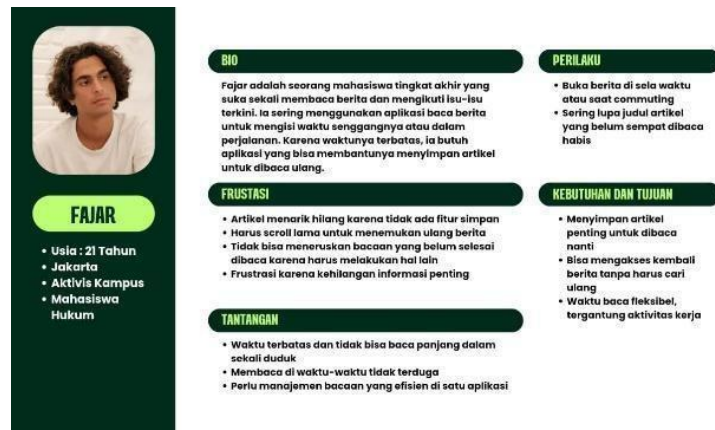 FAJAR
• Usia : 21 Tahun
• Jakarta
• Aktivis Kampus
• Mahasiswa
Hukum
BIO
Fajar adalah seorang mahasiswa tingkat akhir yang
suka sekali membaca berita dan mengikuti isu-isu
terkini. Ia sering menggunakan aplikasi baca berita
untuk mengisi waktu senggangnya atau dalam
perjalanan. Karena waktunya terbatas, ia butuh
aplikasi yang bisa membantunya menyimpan artikel
untuk dibaca ulang.
FRUSTASI
• Artikel menarik hilang karena tidak ada fitur simpan
• Harus scroll lama untuk menemukan ulang berita
• Tidak bisa meneruskan bacaan yang belum selesai
dibaca karena harus melakukan hal lain
• Frustrasi karena kehilangan informasi penting
TANTANGAN
• Waktu terbatas dan tidak bisa baca panjang dalam
sekali duduk
• Membaca di waktu-waktu tidak terduga
• Perlu manajemen bacaan yang efisien di satu aplikasi
PERILAKU
• Buka berita di sela waktu
atau saat commuting
• Sering lupa judul artikel
yang belum sempat dibaca
habis
KEBUTUHAN DAN TUJUAN
• Menyimpan artikel
penting untuk dibaca
nanti
• Bisa mengakses kembali
berita tanpa harus cari
ulang
• Waktu baca fleksibel,
tergantung aktivitas kerja